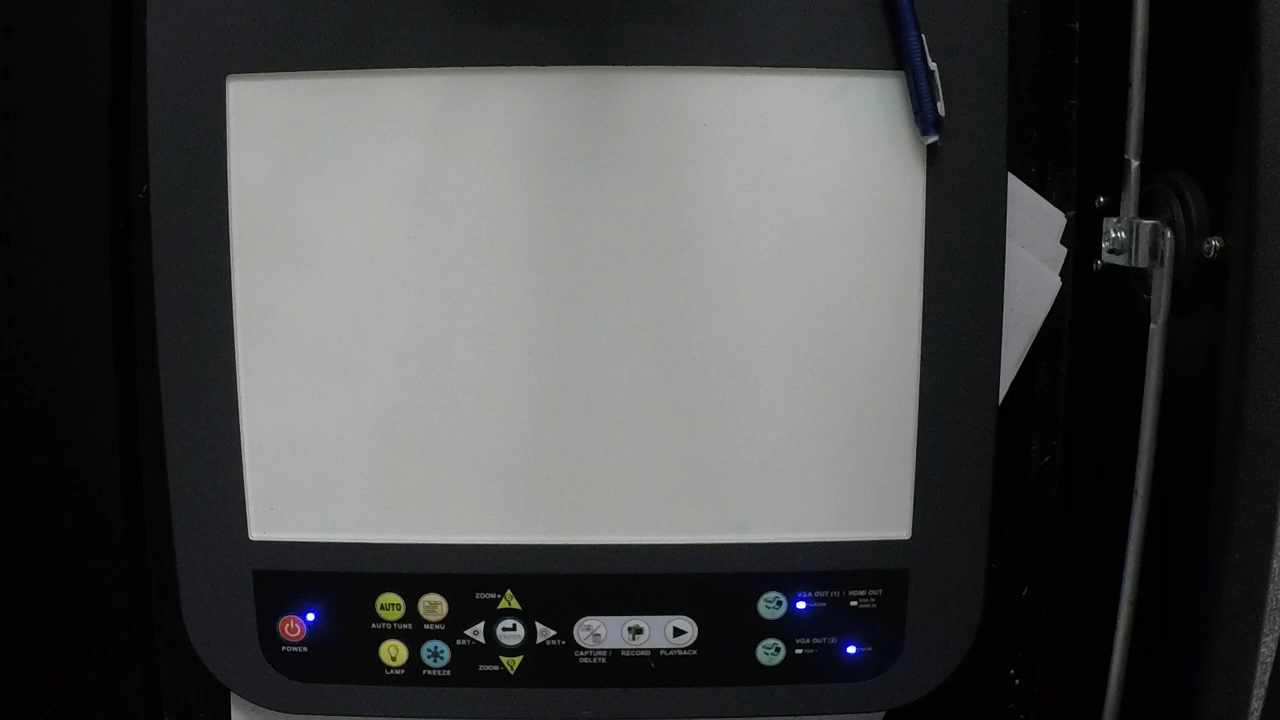 POWER
AUTO
AUTO TUNE
MENU
LAMP
FREEZE
ZOOM+
BRT-
BRT+
ZOOM-
CAPTURE /
DELETE
RECORD
PLAYBACK
VGA OUT (1) / HDMI OUT
VGA OUT (2)